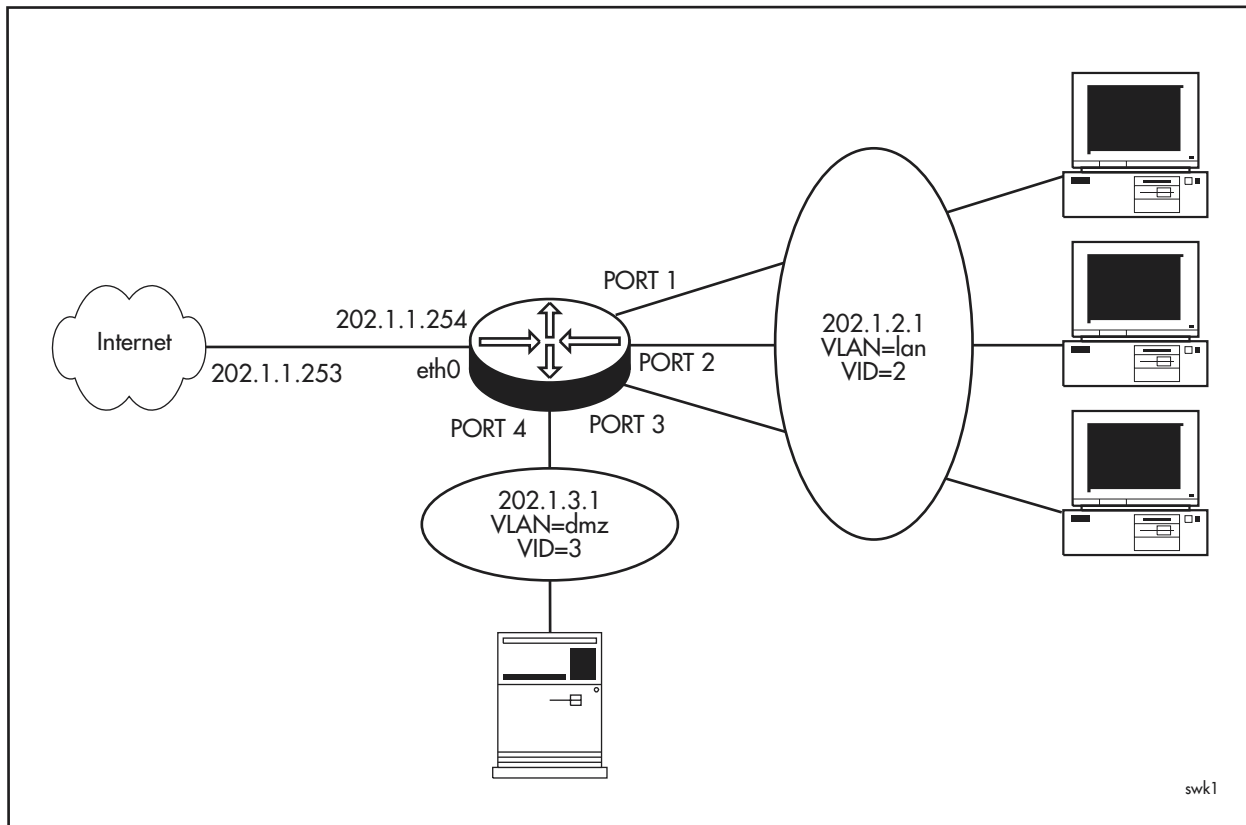 PORT 1
202.1.1.254
Internet
202.1.2.1
VLAN=lan
VID=2
PORT 2
eth0
202.1.1.253
PORT 4
PORT 3
202.1.3.1
VLAN=dmz
VID=3
swk1